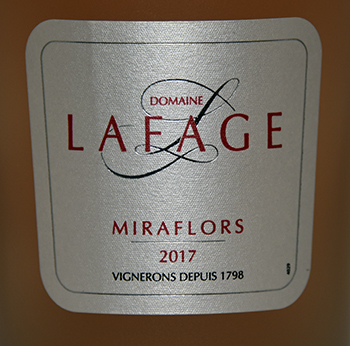 DOMAINE
LAFAGE
MIRAFLORS
2017
VIGNERONS DEPUIS 1798